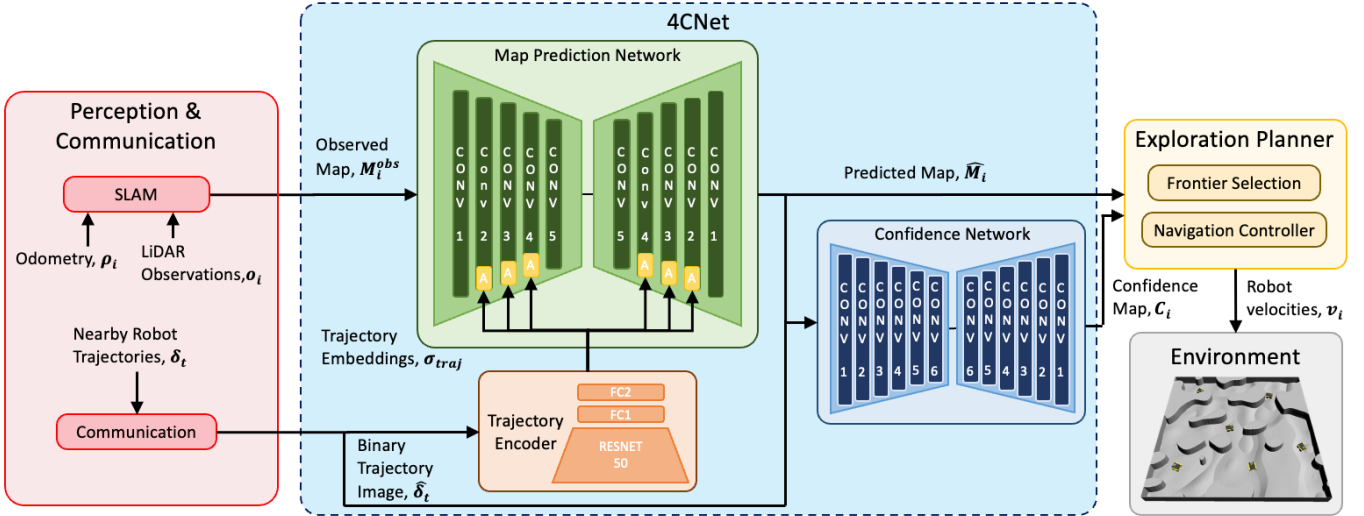 4CNet
Perception &
Communication
SLAM
Odometry, ρᵢ
LiDAR
Observations,oᵢ
Nearby Robot
Trajectories, δₜ
Communication
Observed
Map, Mᵢᵒᵇˢ
Map Prediction Network
CONV 1
Conv 2
CONV 3
CONV 4
CONV 5
CONV 5
Conv 4
CONV 3
CONV 2
CONV 1
A
A
A
A
A
A
Trajectory
Embeddings, σₜᵣₐⱼ
Trajectory
Encoder
FC2
FC1
RESNET
50
Binary
Trajectory
Image, δ̂ₜ
Predicted Map, M̂ᵢ
Confidence Network
CONV 1
CONV 2
CONV 3
CONV 4
CONV 5
CONV 6
CONV 6
CONV 5
CONV 4
CONV 3
CONV 2
CONV 1
Confidence
Map, Cᵢ
Exploration Planner
Frontier Selection
Navigation Controller
Robot
velocities, vᵢ
Environment